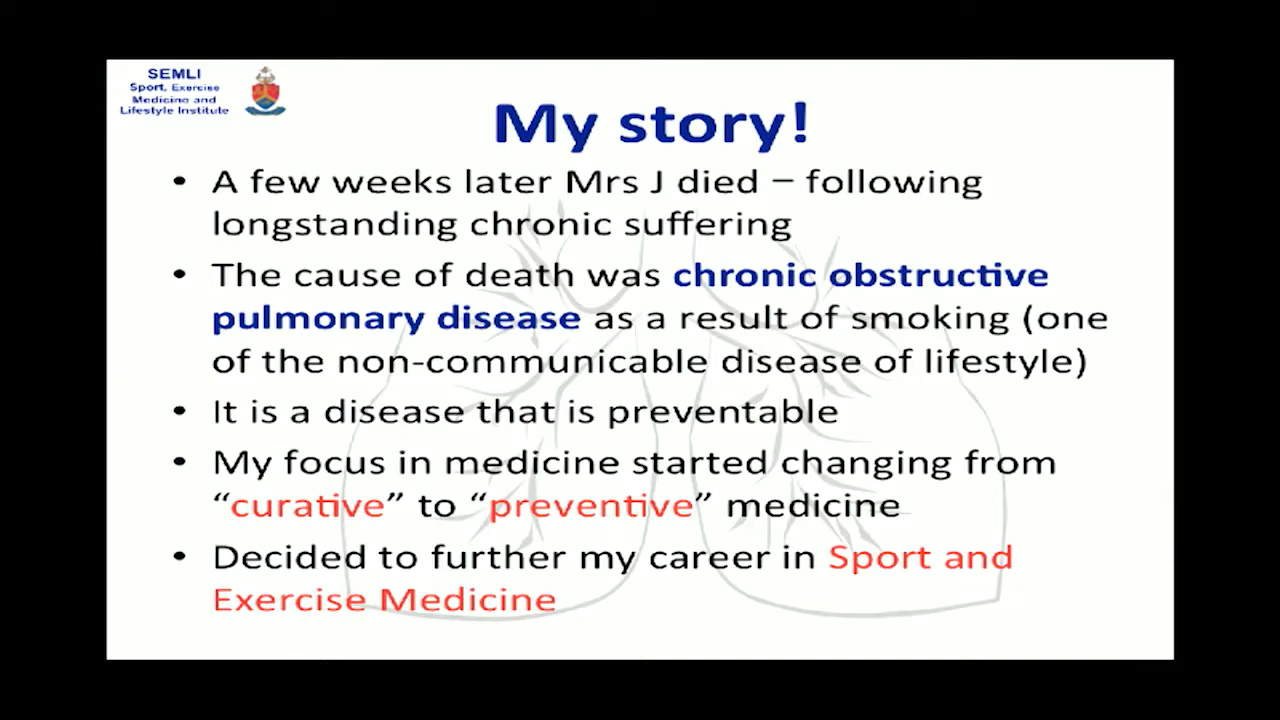 SEMLI
Sport, Exercise
Medicine and
Lifestyle Institute
My story!
• A few weeks later Mrs J died – following
longstanding chronic suffering
• The cause of death was chronic obstructive
pulmonary disease as a result of smoking (one
of the non-communicable disease of lifestyle)
• It is a disease that is preventable
• My focus in medicine started changing from
“curative” to “preventive” medicine
• Decided to further my career in Sport and
Exercise Medicine